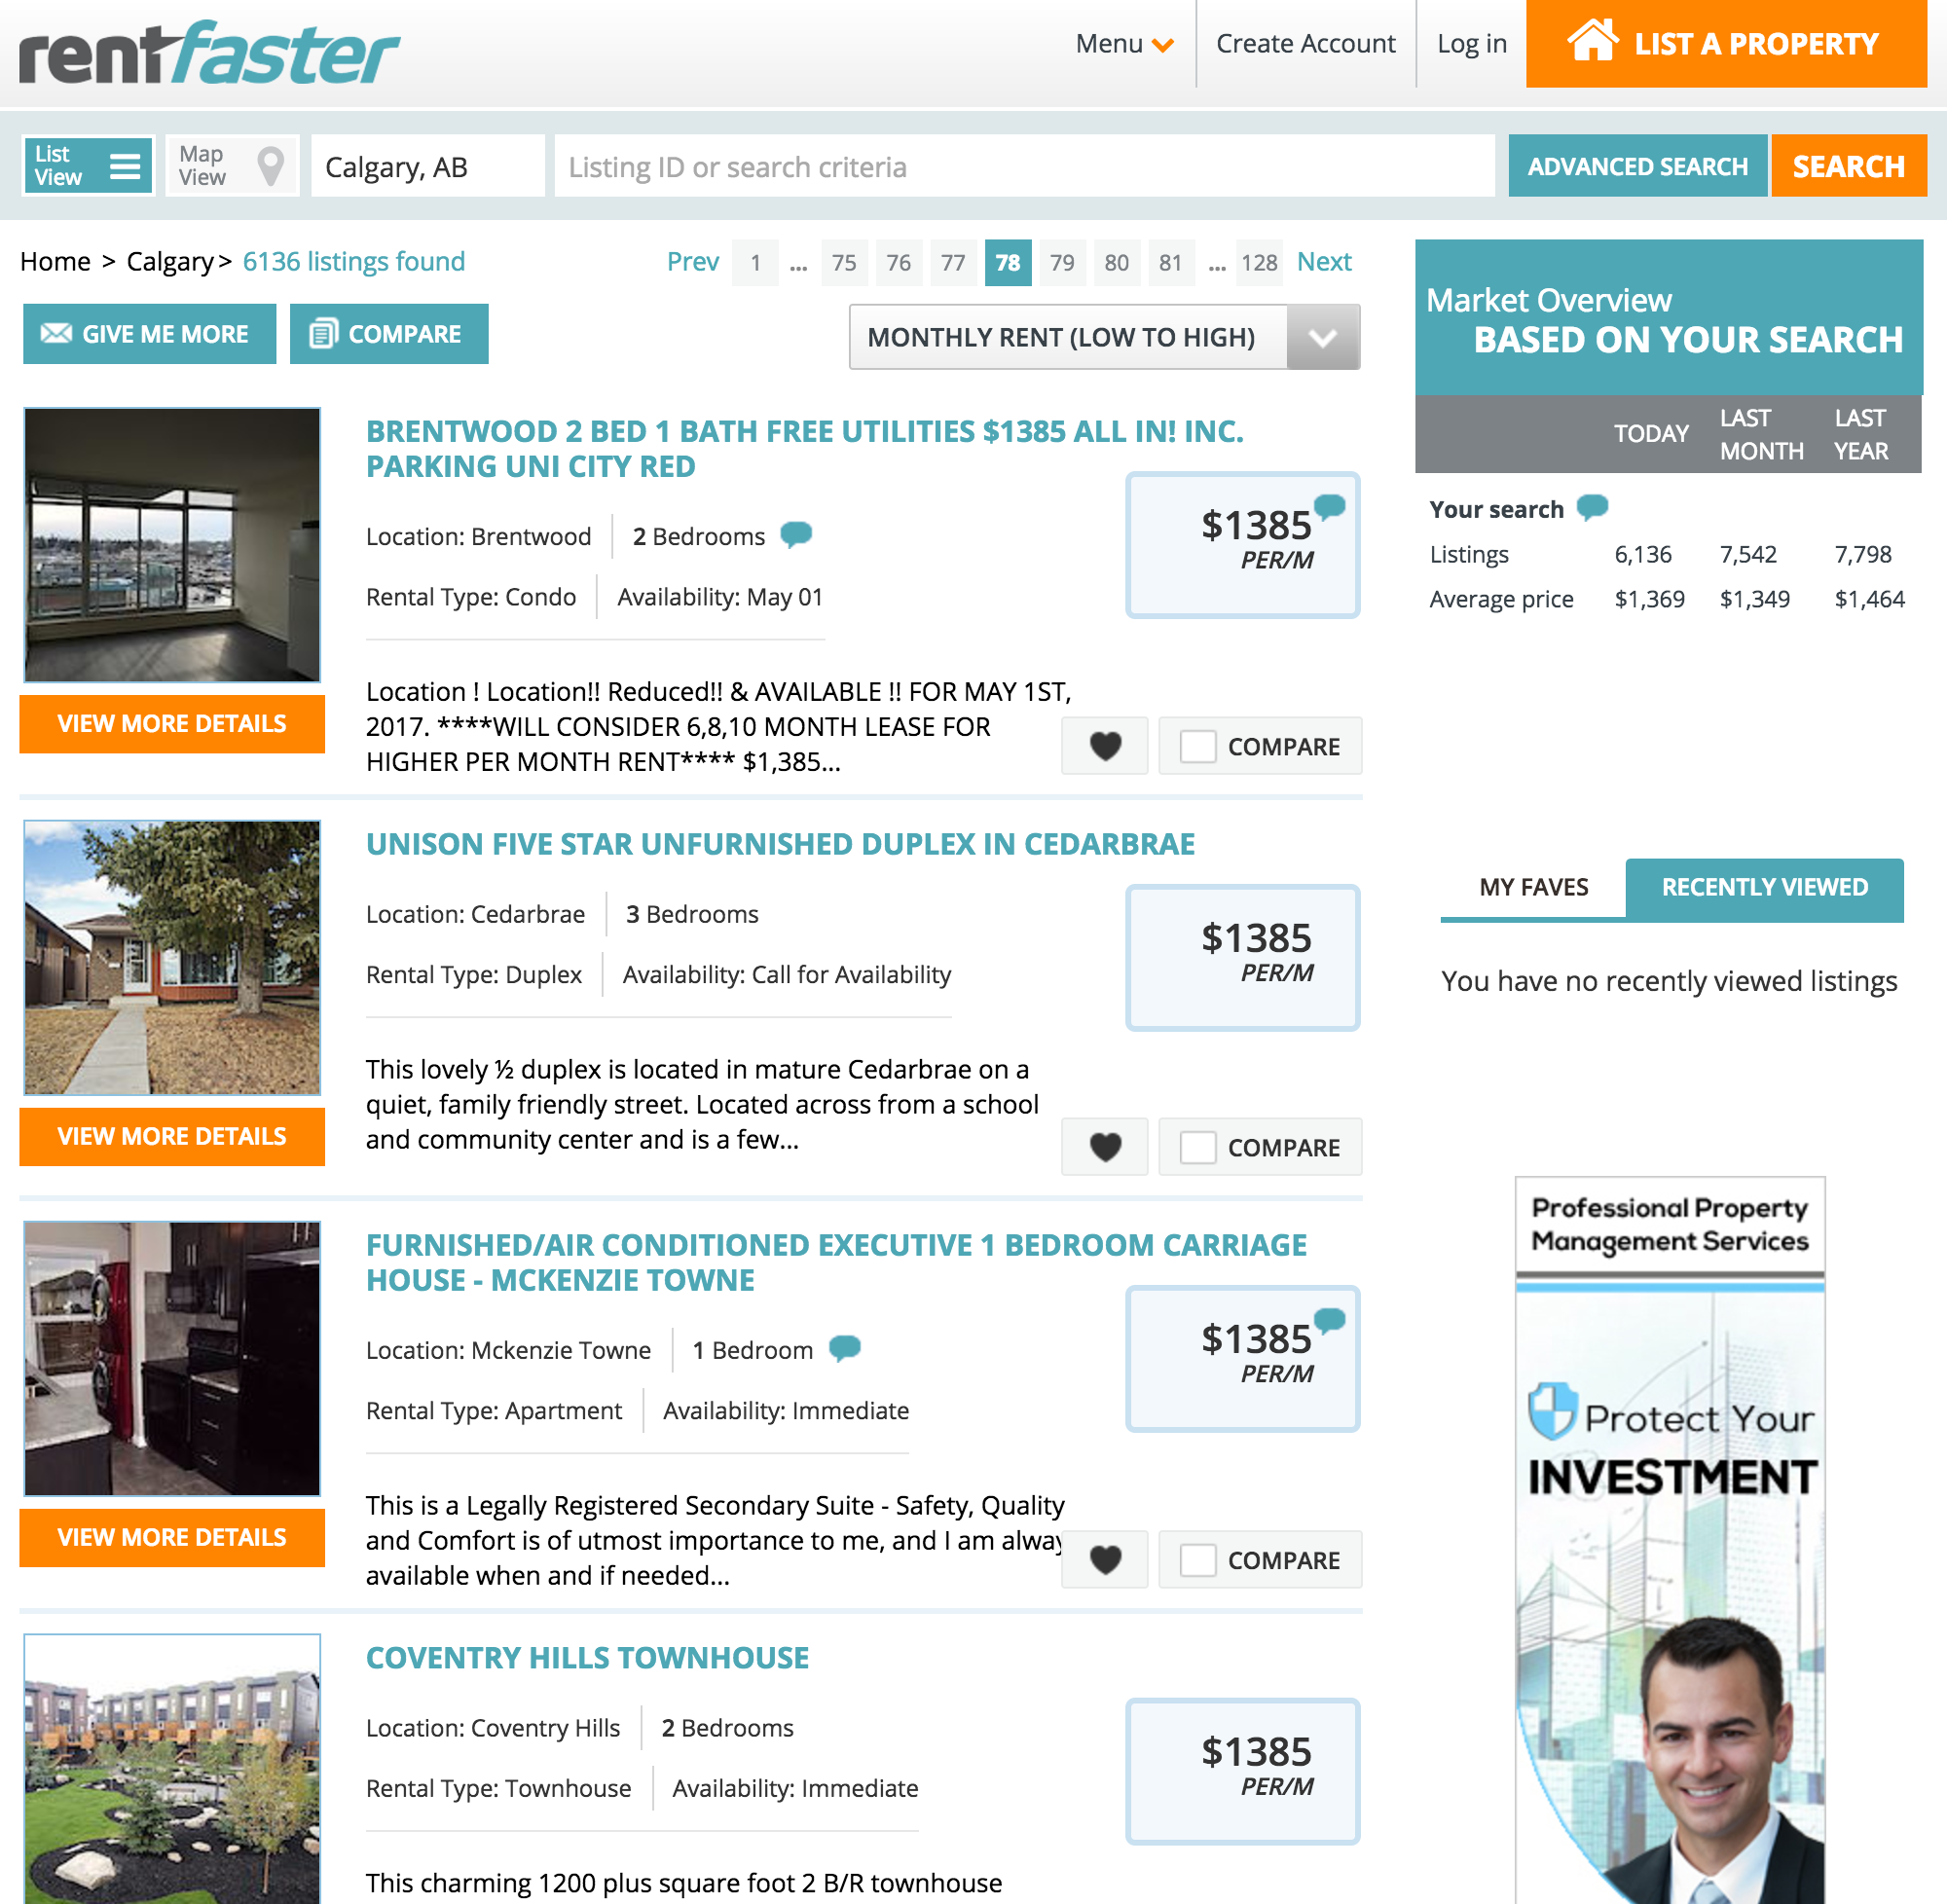 rentfaster
Menu
Create Account
Log in
LIST A PROPERTY
List
View
Map
View
Calgary, AB
Listing ID or search criteria
ADVANCED SEARCH
SEARCH
Home > Calgary > 6136 listings found
Prev 1 ... 75 76 77 78 79 80 81 ... 128 Next
GIVE ME MORE
COMPARE
MONTHLY RENT (LOW TO HIGH)
BRENTWOOD 2 BED 1 BATH FREE UTILITIES $1385 ALL IN! INC.
PARKING UNI CITY RED
Location: Brentwood
2 Bedrooms
Rental Type: Condo
Availability: May 01
$1385
PER/M
Location ! Location!! Reduced!! & AVAILABLE !! FOR MAY 1ST,
2017. ****WILL CONSIDER 6,8,10 MONTH LEASE FOR
HIGHER PER MONTH RENT**** $1,385...
VIEW MORE DETAILS
COMPARE
UNISON FIVE STAR UNFURNISHED DUPLEX IN CEDARBRAE
Location: Cedarbrae
3 Bedrooms
Rental Type: Duplex
Availability: Call for Availability
$1385
PER/M
This lovely ½ duplex is located in mature Cedarbrae on a
quiet, family friendly street. Located across from a school
and community center and is a few...
VIEW MORE DETAILS
COMPARE
FURNISHED/AIR CONDITIONED EXECUTIVE 1 BEDROOM CARRIAGE
HOUSE - MCKENZIE TOWNE
Location: Mckenzie Towne
1 Bedroom
Rental Type: Apartment
Availability: Immediate
$1385
PER/M
This is a Legally Registered Secondary Suite - Safety, Quality
and Comfort is of utmost importance to me, and I am alway
available when and if needed...
VIEW MORE DETAILS
COMPARE
COVENTRY HILLS TOWNHOUSE
Location: Coventry Hills
2 Bedrooms
Rental Type: Townhouse
Availability: Immediate
$1385
PER/M
This charming 1200 plus square foot 2 B/R townhouse
Market Overview
BASED ON YOUR SEARCH
TODAY
LAST
MONTH
LAST
YEAR
Your search
Listings 6,136 7,542 7,798
Average price $1,369 $1,349 $1,464
MY FAVES
RECENTLY VIEWED
You have no recently viewed listings
Professional Property
Management Services
Protect Your
INVESTMENT